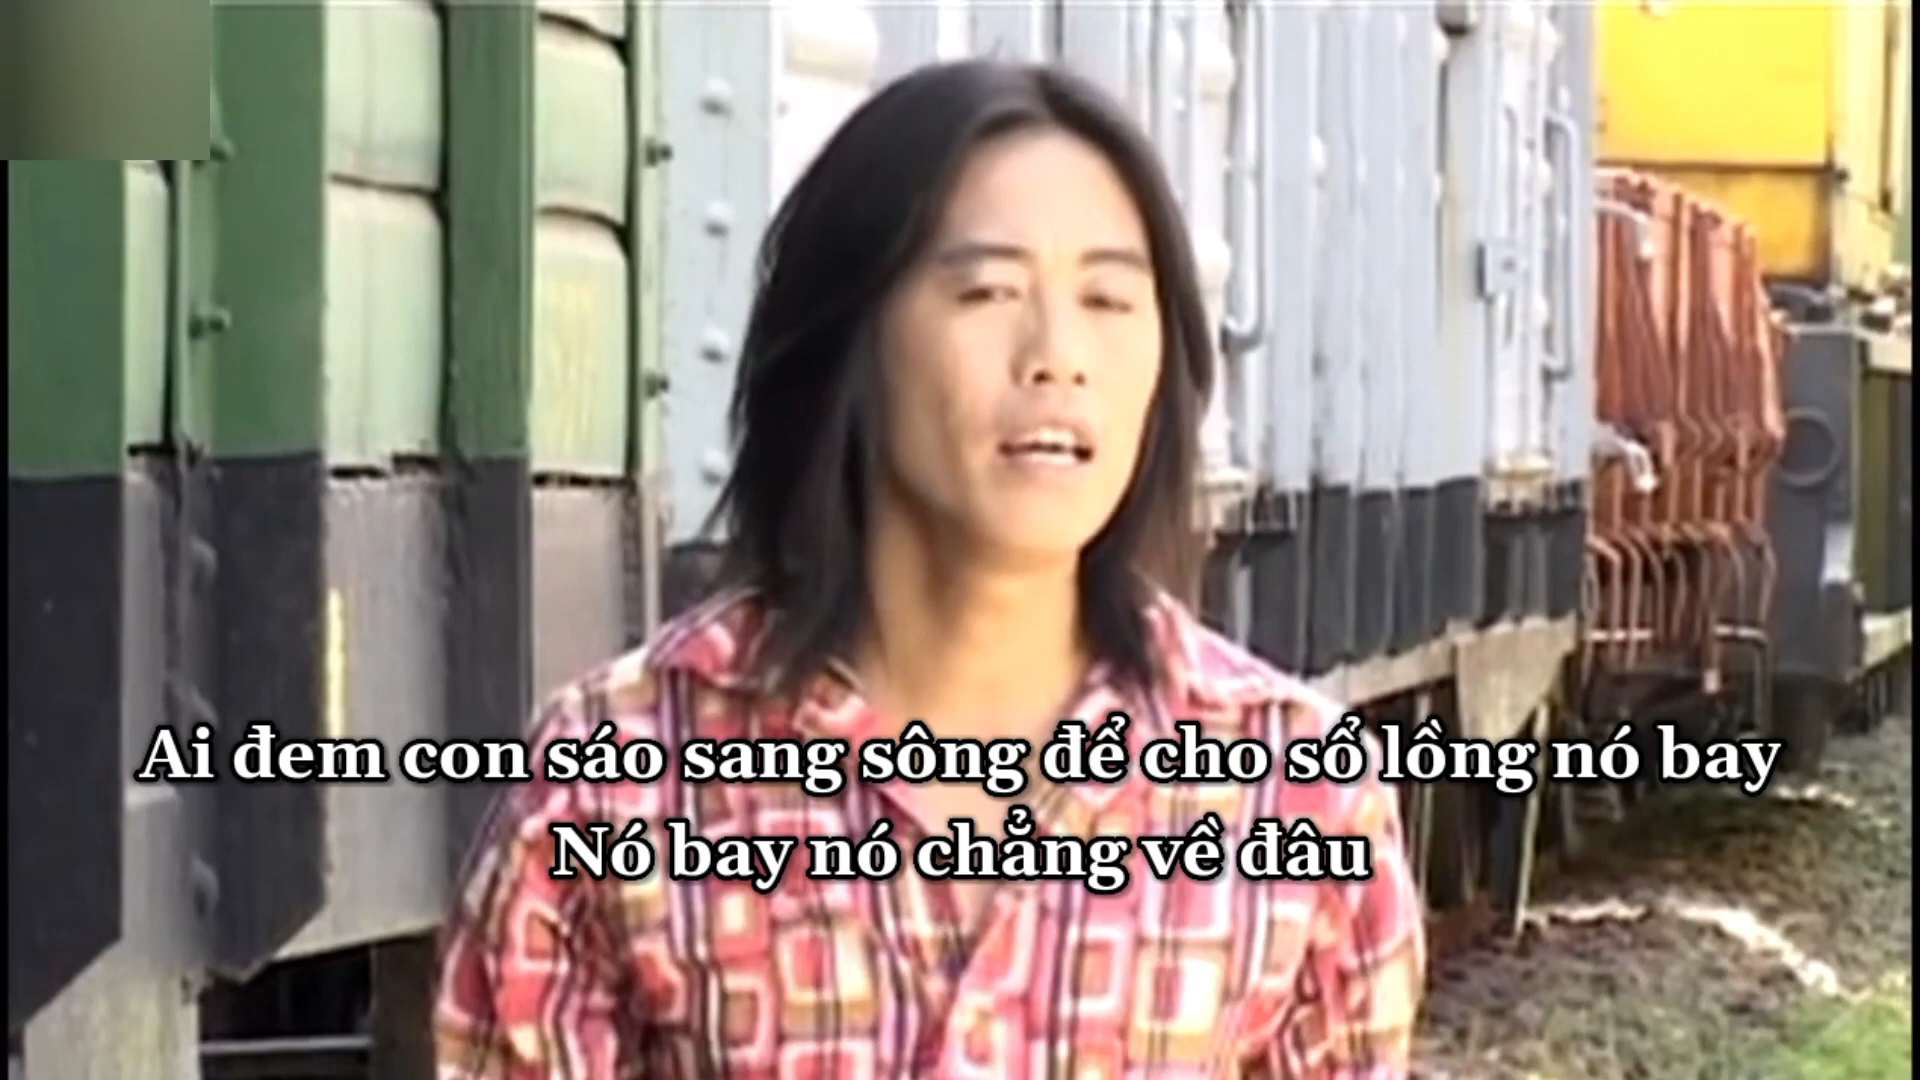 Ai đem con sáo sang sông để cho sổ lồng nó bay
Nó bay nó chẳng về đâu